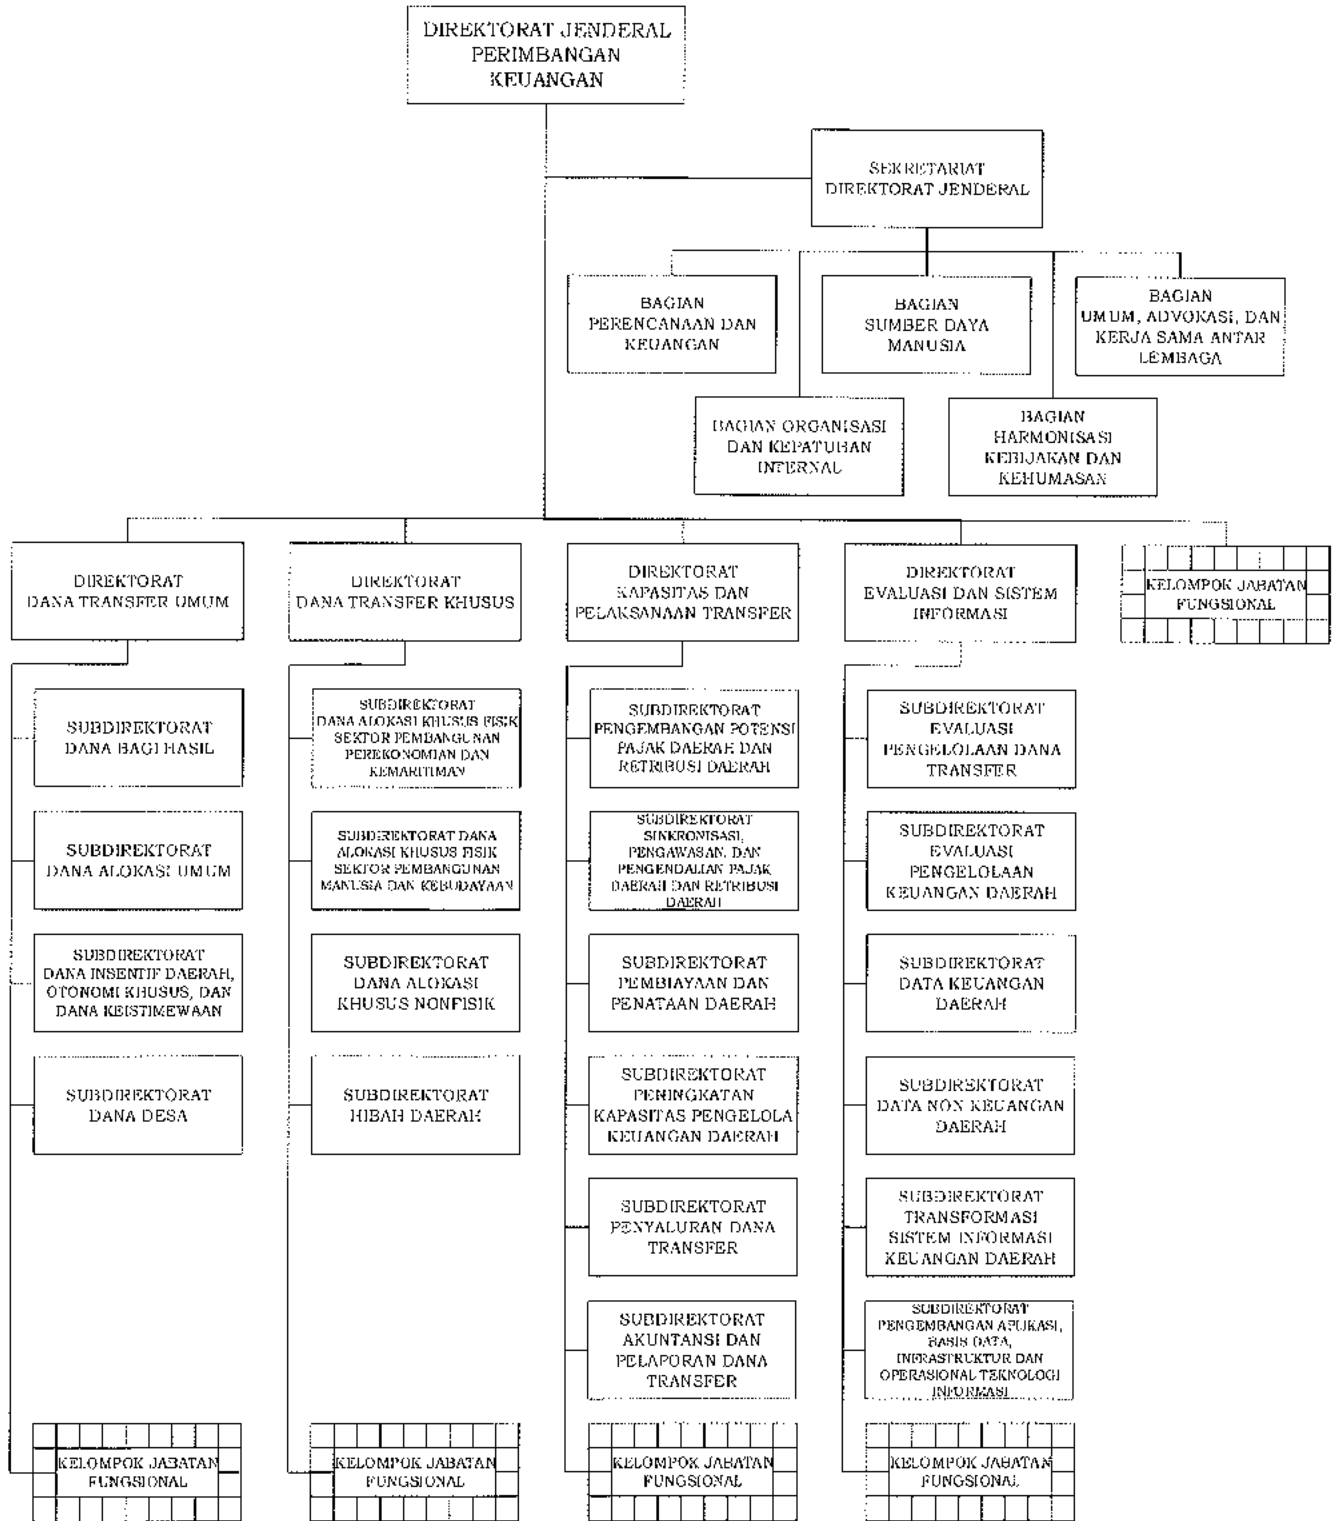 DIREKTORAT JENDERAL
PERIMBANGAN
KEUANGAN
SEKRETARIAT
DIREKTORAT JENDERAL
BAGIAN
PERENCANAAN DAN
KEUANGAN
BAGIAN
SUMBER DAYA
MANUSIA
BAGIAN
UMUM, ADVOKASI, DAN
KERJA SAMA ANTAR
LEMBAGA
BAGIAN ORGANISASI
DAN KEPATUHAN
INTERNAL
BAGIAN
HARMONISASI
KEBIJAKAN DAN
KEHUMASAN
DIREKTORAT
DANA TRANSFER UMUM
DIREKTORAT
DANA TRANSFER KHUSUS
DIREKTORAT
KAPASITAS DAN
PELAKSANAAN TRANSFER
DIREKTORAT
EVALUASI DAN SISTEM
INFORMASI
KELOMPOK JABATAN
FUNGSIONAL
SUBDIREKTORAT
DANA BAGI HASIL
SUBDIREKTORAT
DANA ALOKASI UMUM
SUBDIREKTORAT
DANA INSENTIF DAERAH,
OTONOMI KHUSUS, DAN
DANA KEISTIMEWAAN
SUBDIREKTORAT
DANA DESA
KELOMPOK JABATAN
FUNGSIONAL
SUBDIREKTORAT
DANA ALOKASI KHUSUS FISIK
SEKTOR PEMBANGUNAN
PEREKONOMIAN DAN
KEMARITIMAN
SUBDIREKTORAT DANA
ALOKASI KHUSUS FISIK
SEKTOR PEMBANGUNAN
MANUSIA DAN KEBUDAYAAN
SUBDIREKTORAT
DANA ALOKASI
KHUSUS NONFISIK
SUBDIREKTORAT
HIBAH DAERAH
KELOMPOK JABATAN
FUNGSIONAL
SUBDIREKTORAT
PENGEMBANGAN POTENSI
PAJAK DAERAH DAN
RETRIBUSI DAERAH
SUBDIREKTORAT
SINKRONISASI,
PENGAWASAN, DAN
PENGENDALIAN PAJAK
DAERAH DAN RETRIBUSI
DAERAH
SUBDIREKTORAT
PEMBIAYAAN DAN
PENATAAN DAERAH
SUBDIREKTORAT
PENINGKATAN
KAPASITAS PENGELOLA
KEUANGAN DAERAH
SUBDIREKTORAT
PENYALURAN DANA
TRANSFER
SUBDIREKTORAT
AKUNTANSI DAN
PELAPORAN DANA
TRANSFER
KELOMPOK JABATAN
FUNGSIONAL
SUBDIREKTORAT
EVALUASI
PENGELOLAAN DANA
TRANSFER
SUBDIREKTORAT
EVALUASI
PENGELOLAAN
KEUANGAN DAERAH
SUBDIREKTORAT
DATA KEUANGAN
DAERAH
SUBDIREKTORAT
DATA NON KEUANGAN
DAERAH
SUBDIREKTORAT
TRANSFORMASI
SISTEM INFORMASI
KEUANGAN DAERAH
SUBDIREKTORAT
PENGEMBANGAN APLIKASI,
BASIS DATA,
INFRASTRUKTUR DAN
OPERASIONAL TEKNOLOGI
INFORMASI
KELOMPOK JABATAN
FUNGSIONAL